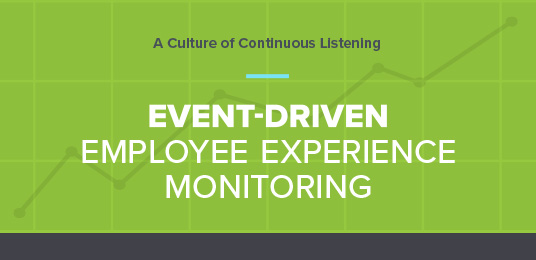 A Culture of Continuous Listening
EVENT-DRIVEN
EMPLOYEE EXPERIENCE
MONITORING